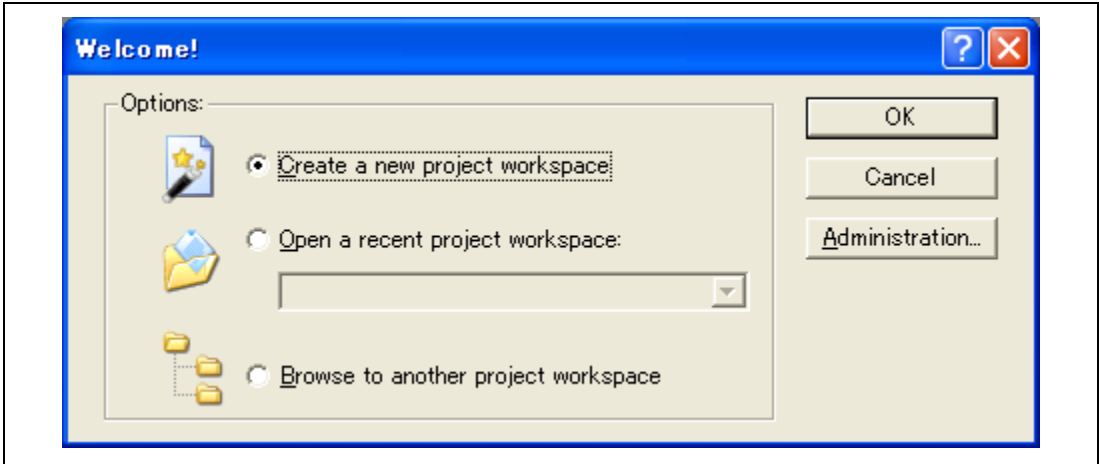 Welcome!
Options:
Create a new project workspace
Open a recent project workspace:
Browse to another project workspace
OK
Cancel
Administration...